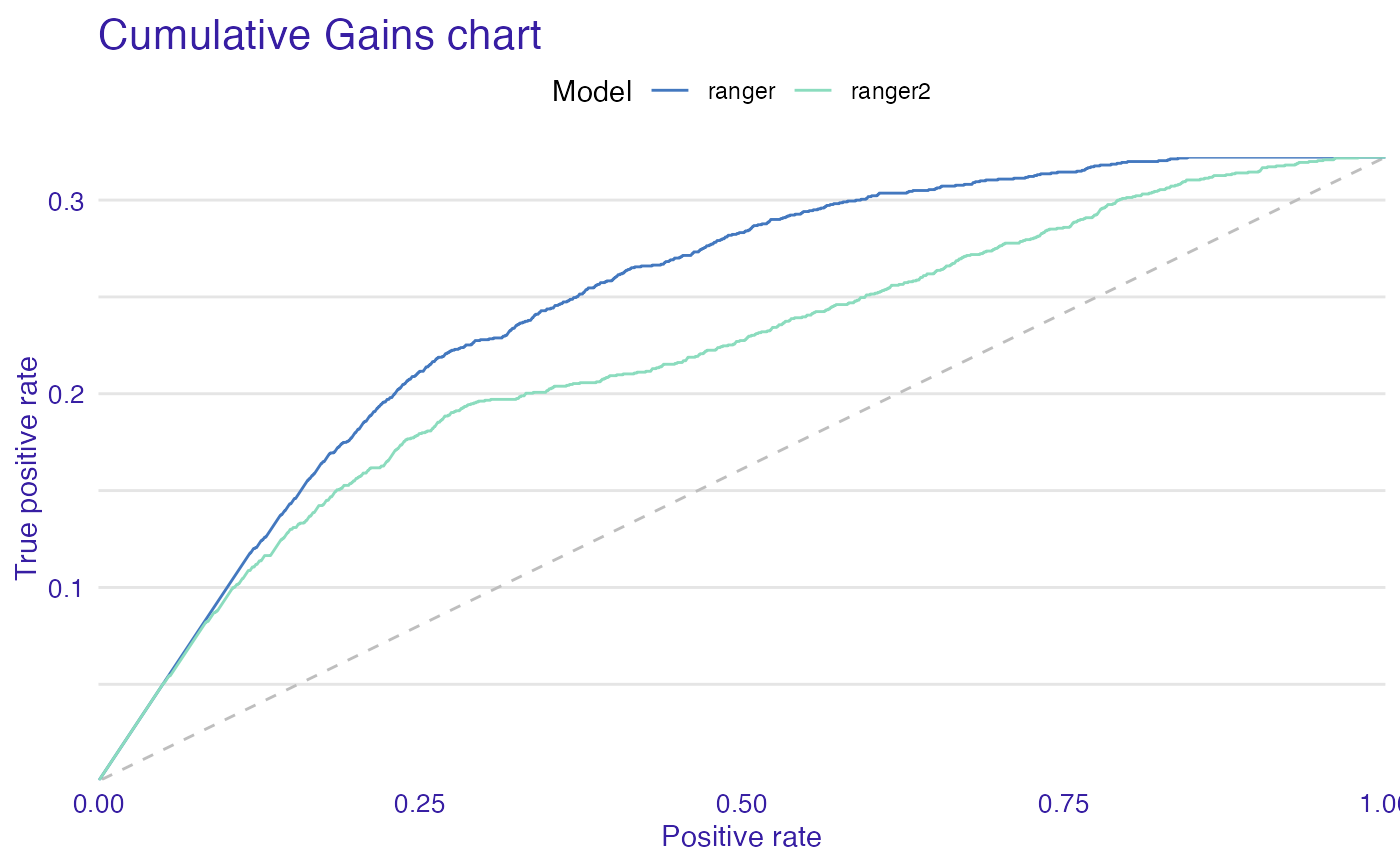 Cumulative Gains chart
Model ranger ranger2
True positive rate
0.3
0.2
0.1
0.00 0.25 0.50 0.75 1.00
Positive rate